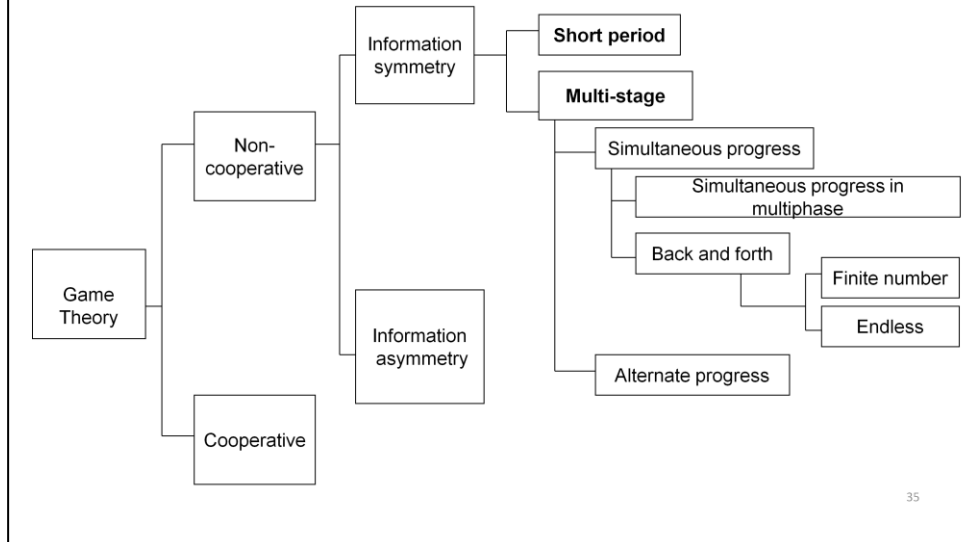 Information
symmetry
Short period
Multi-stage
Non-
cooperative
Simultaneous progress
Simultaneous progress in
multiphase
Back and forth
Finite number
Game
Theory
Information
asymmetry
Endless
Alternate progress
Cooperative
35